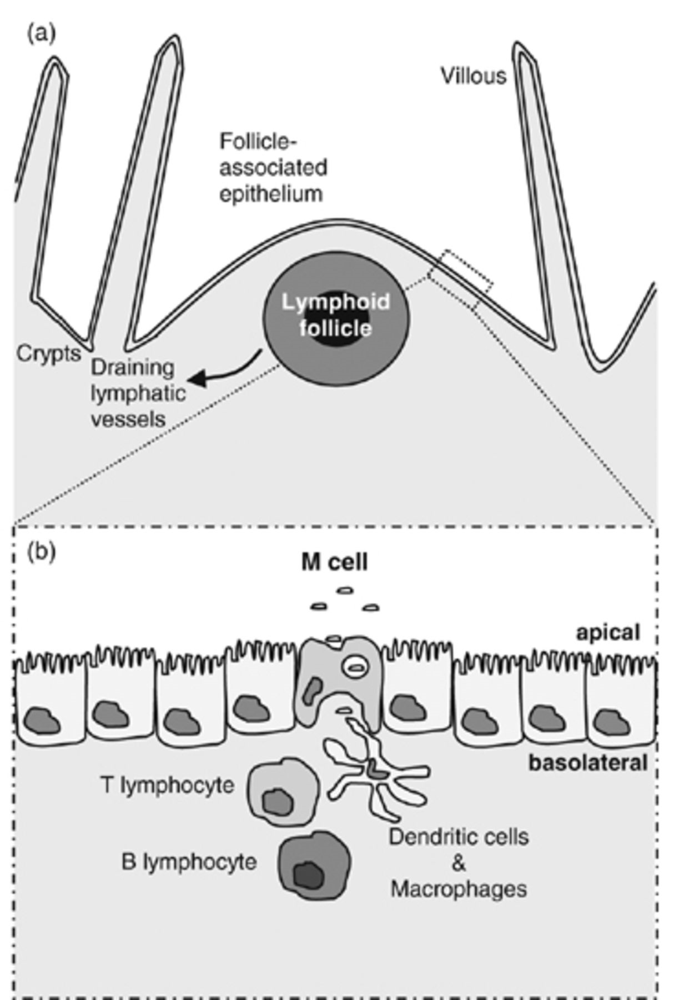 (a)
Villous
Follicle-
associated
epithelium
Lymphoid
follicle
Crypts
Draining
lymphatic
vessels
(b)
M cell
apical
basolateral
T lymphocyte
Dendritic cells
&
Macrophages
B lymphocyte